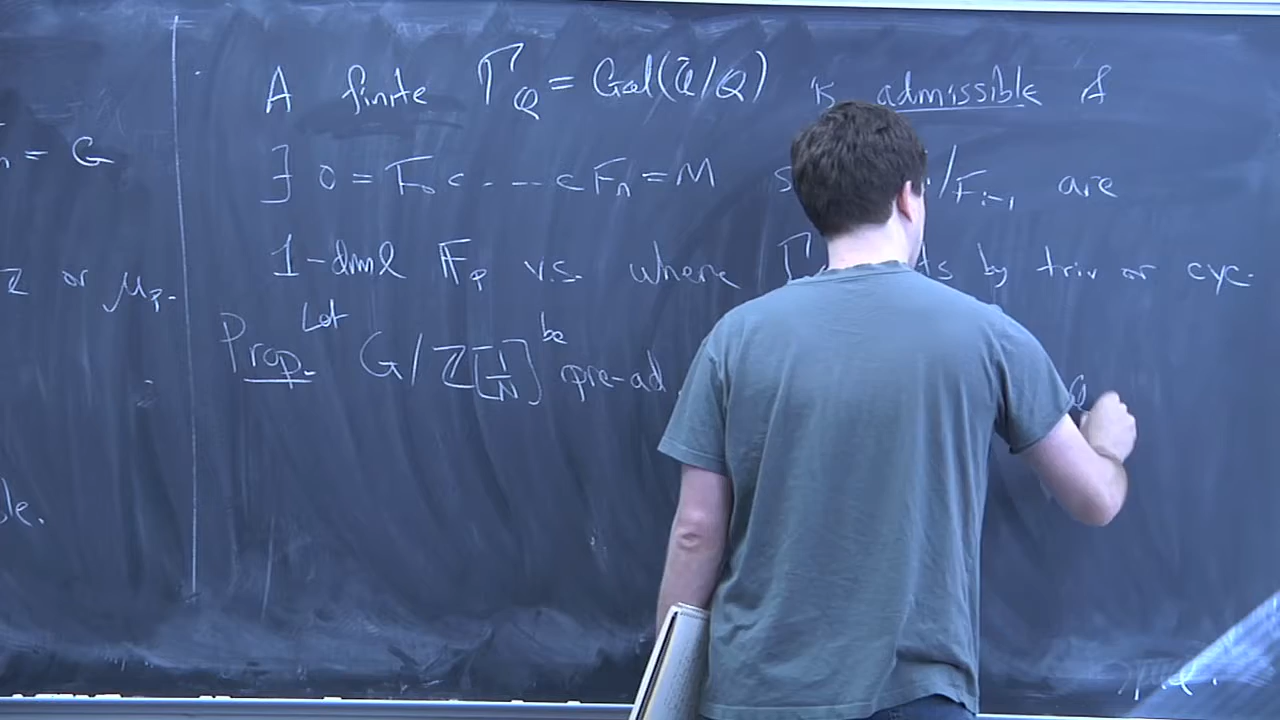 n = G
Z or μ_p.
le.
A finite Γ_Q = Gal(Q̄/Q) is admissible if
∃ 0 = F_0 ⊂ ... ⊂ F_n = M s /F_{i-1} are
1-dml F_p v.s. where Γ ts by triv or cyc.
Prop. Let G/Z[1/N] be pre-ad Q